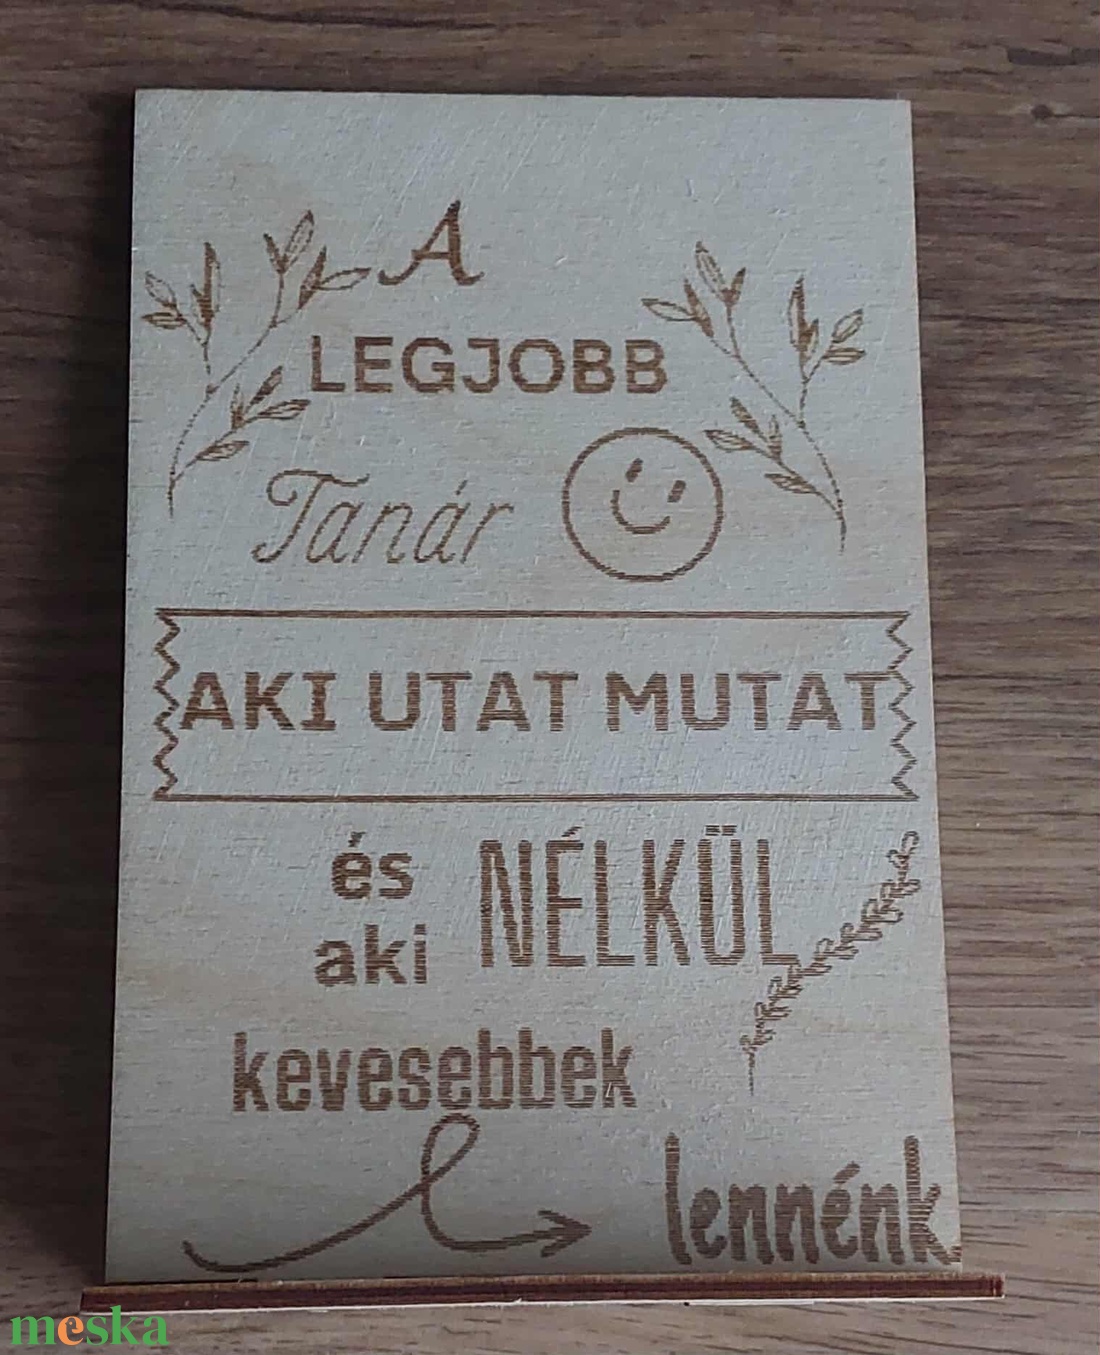 A
LEGJOBB
Tanár
AKI UTAT MUTAT
és
aki NÉLKÜL
kevesebbek
lennénk
meska